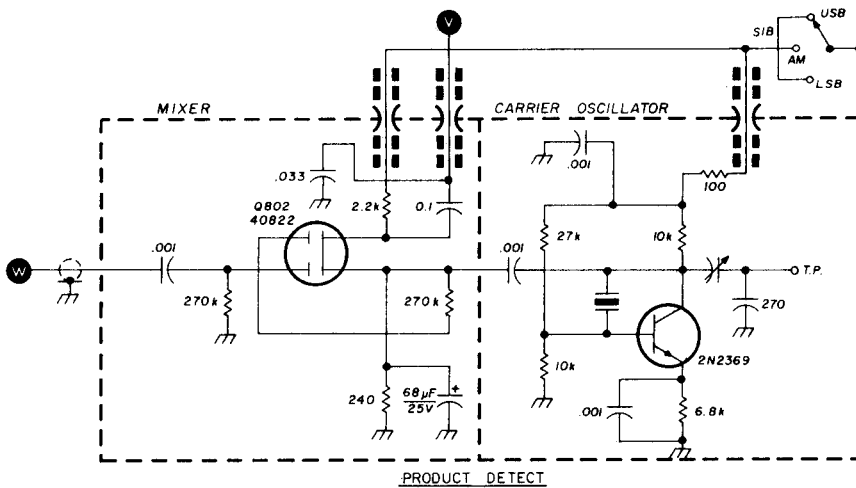 V
USB
SIB
AM
LSB
MIXER
CARRIER OSCILLATOR
.033
.001
100
Q802
40822
2.2k
0.1
.001
.001
27k
10k
W
T.P.
270k
270k
270
2N2369
10k
240
68µF
25V
+
.001
6.8k
PRODUCT DETECT